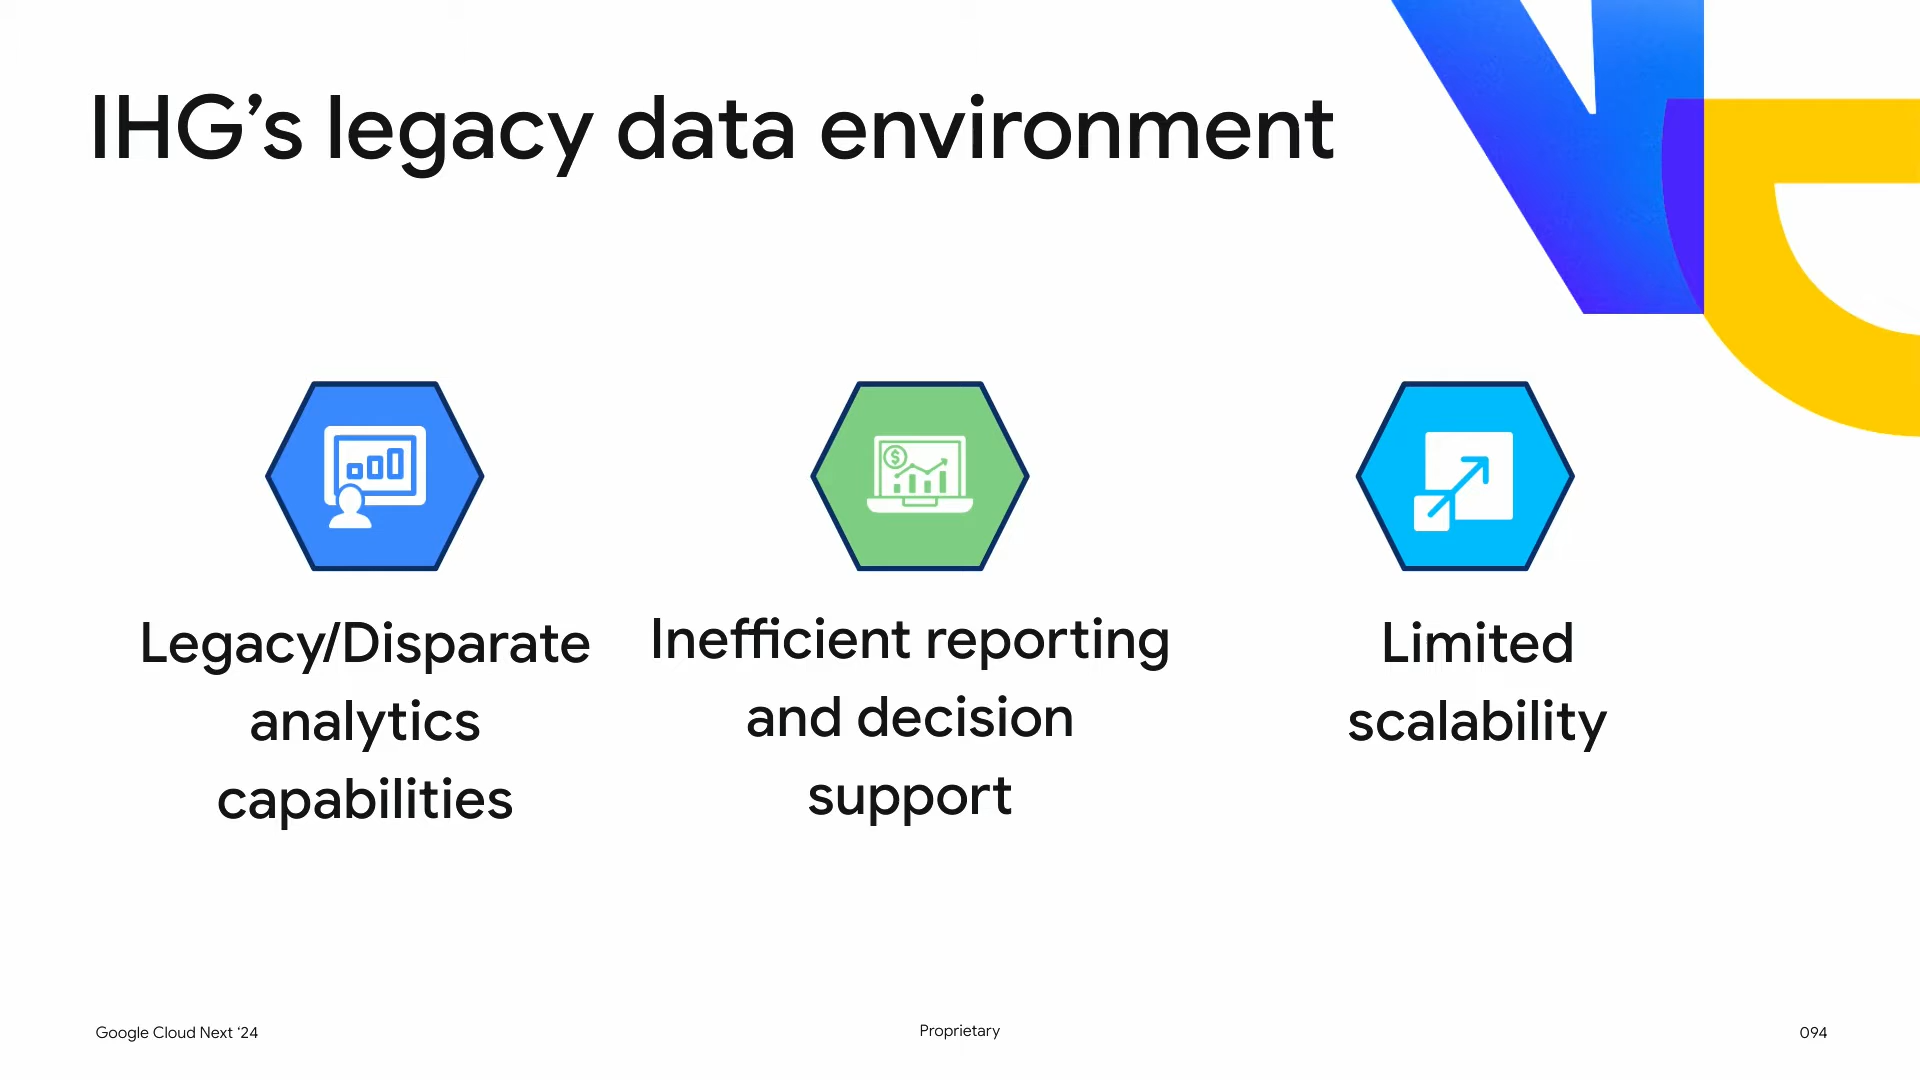 IHG’s legacy data environment
Legacy/Disparate
analytics
capabilities
Inefficient reporting
and decision
support
Limited
scalability
Google Cloud Next ‘24
Proprietary
094